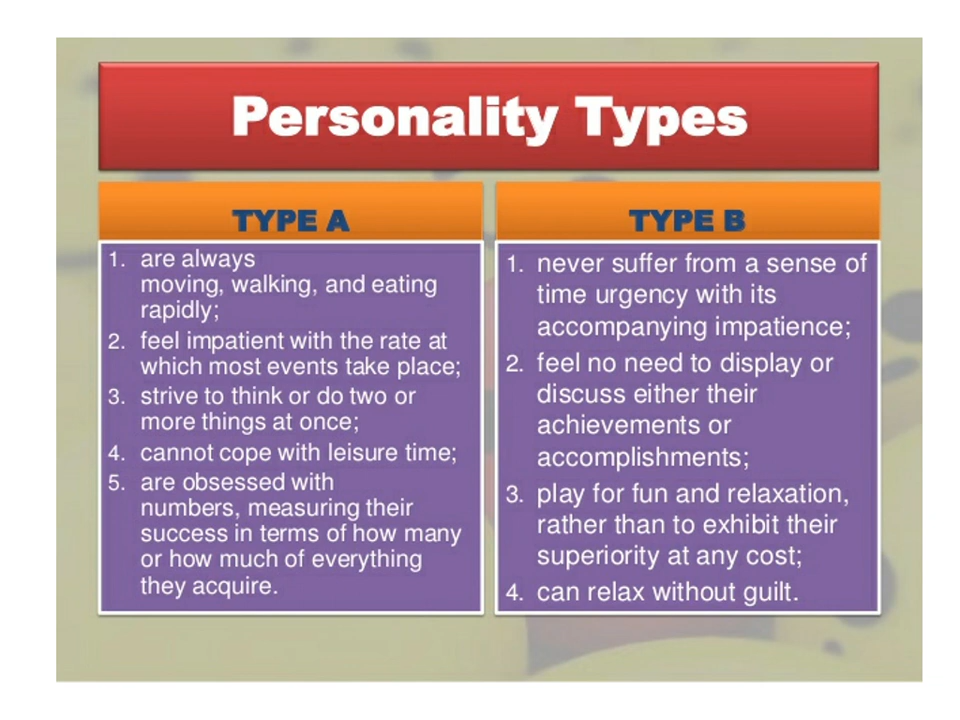 Personality Types
TYPE A
1. are always
moving, walking, and eating
rapidly;
2. feel impatient with the rate at
which most events take place;
3. strive to think or do two or
more things at once;
4. cannot cope with leisure time;
5. are obsessed with
numbers, measuring their
success in terms of how many
or how much of everything
they acquire.
TYPE B
1. never suffer from a sense of
time urgency with its
accompanying impatience;
2. feel no need to display or
discuss either their
achievements or
accomplishments;
3. play for fun and relaxation,
rather than to exhibit their
superiority at any cost;
4. can relax without guilt.